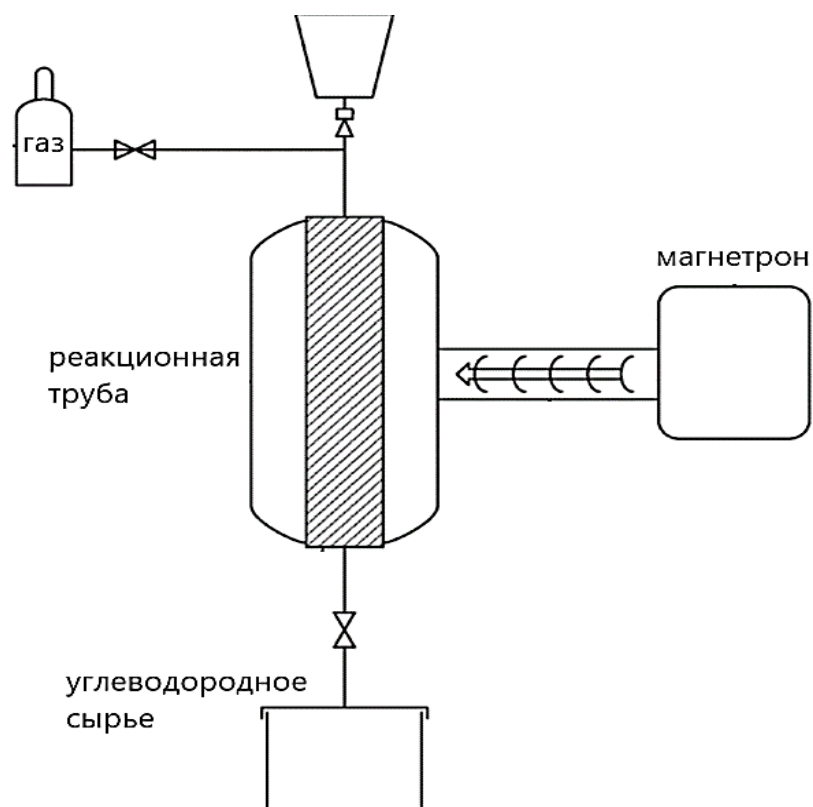 газ
магнетрон
реакционная
труба
углеводородное
сырье